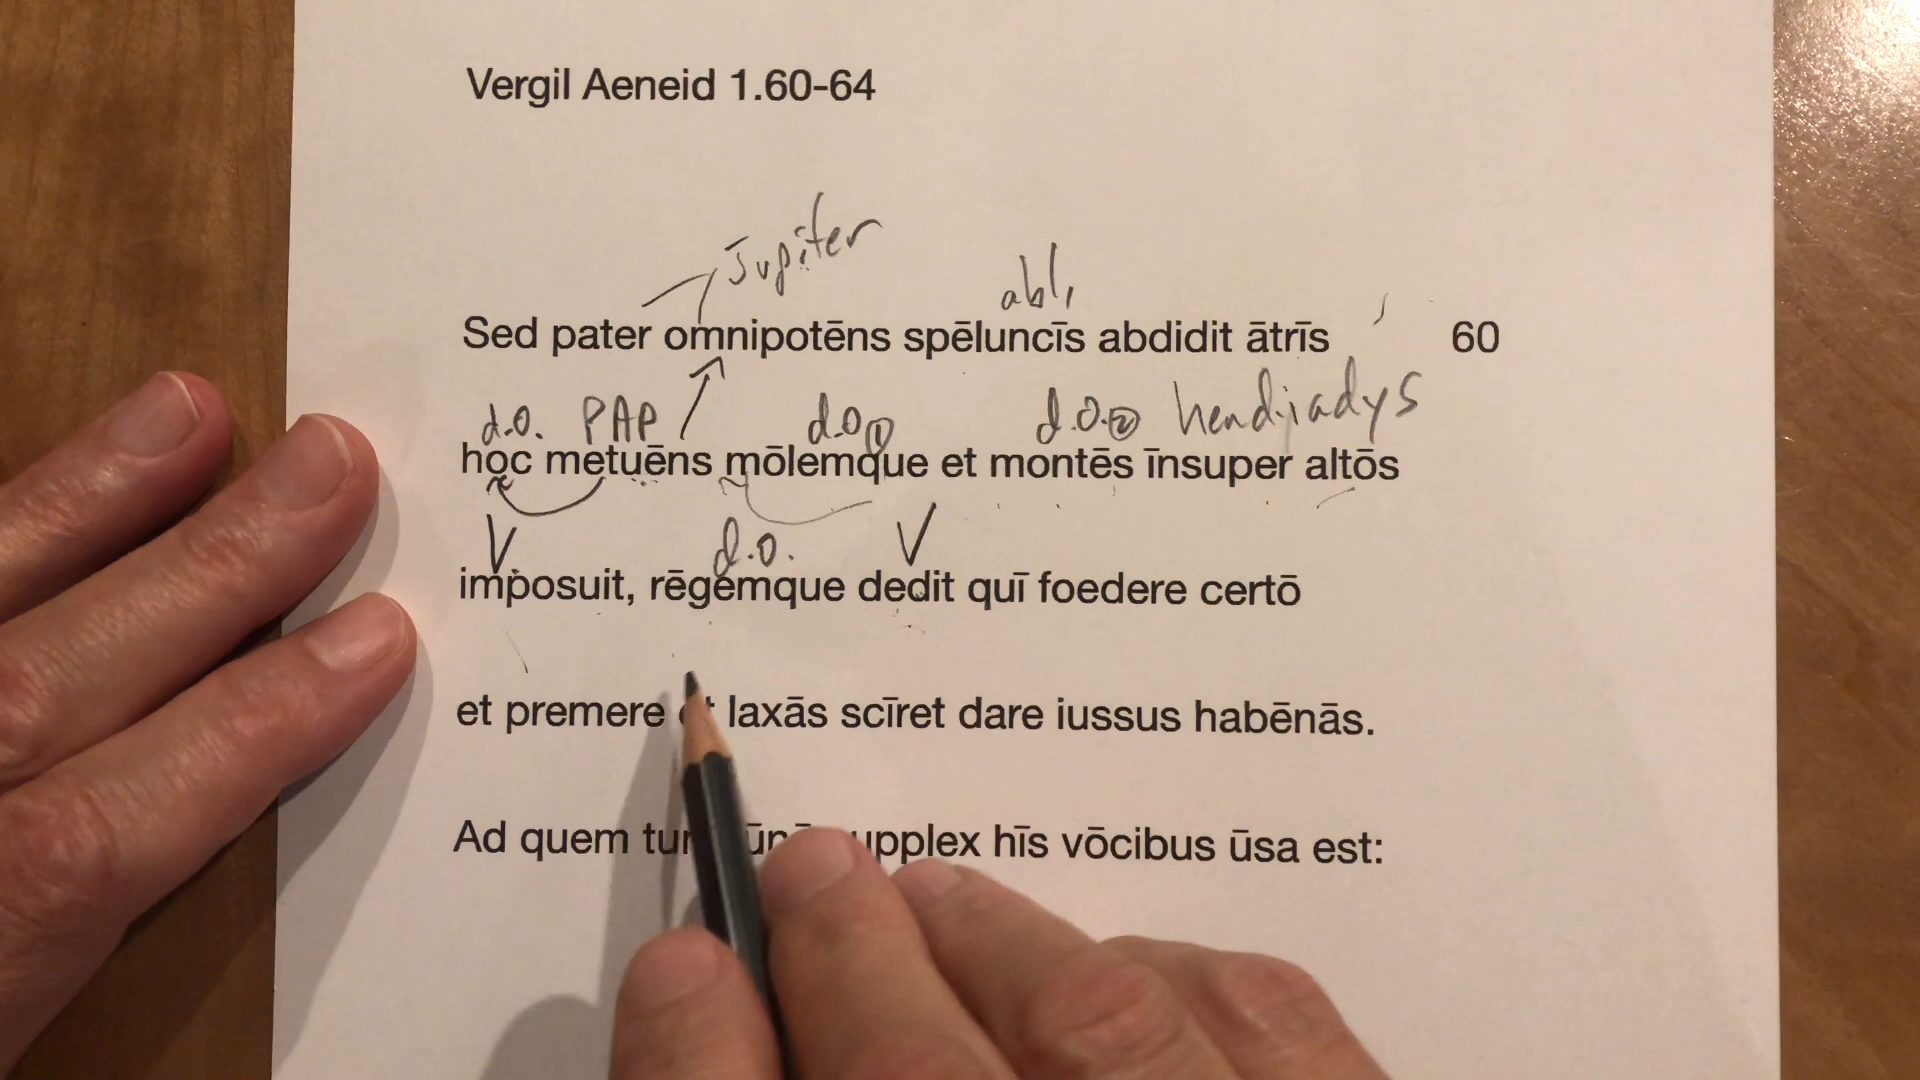 Vergil Aeneid 1.60-64
Jupiter
abl,
Sed pater omnipotēns spēluncīs abdidit ātrīs 60
d.o. PAP d.o① d.o.② hendiadys
hoc metuēns mōlemque et montēs īnsuper altōs
V d.o. V
imposuit, rēgemque dedit quī foedere certō
et premere laxās scīret dare iussus habēnās.
Ad quem hīs vōcibus ūsa est: